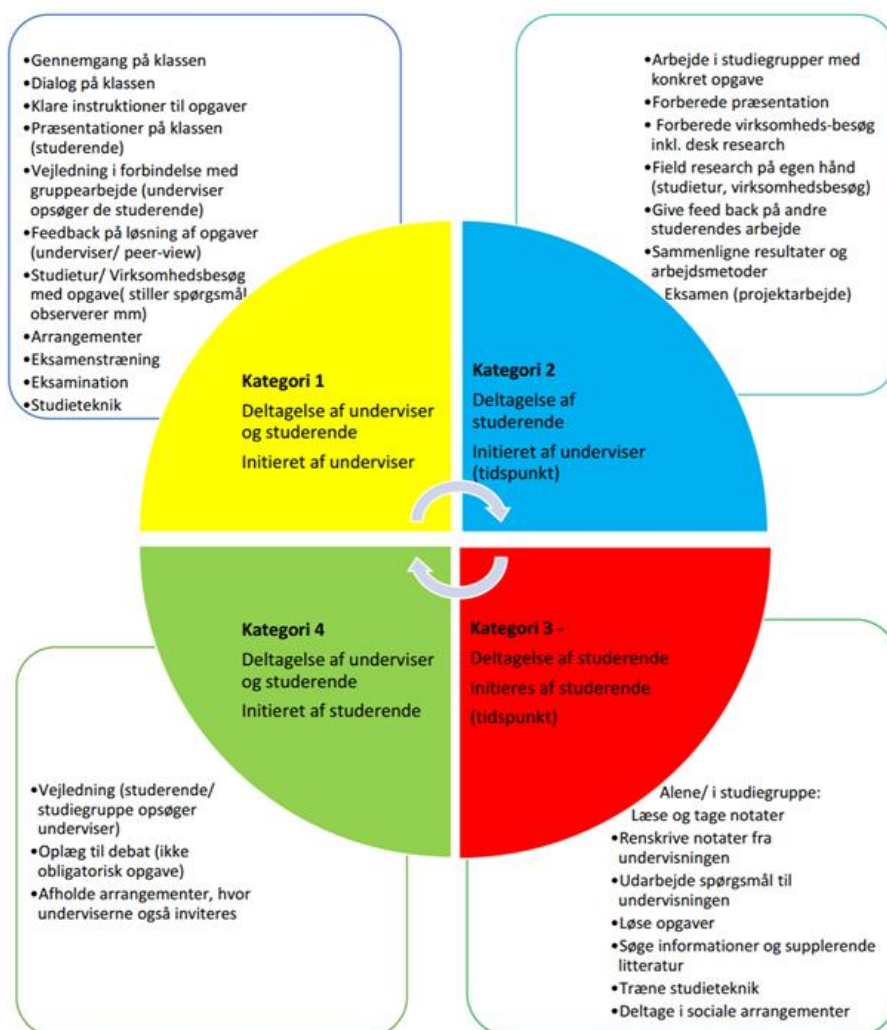 •Gennemgang på klassen
•Dialog på klassen
•Klare instruktioner til opgaver
•Præsentationer på klassen
(studerende)
•Vejledning i forbindelse med
gruppearbejde (underviser
opsøger de studerende)
•Feedback på løsning af opgaver
(underviser/ peer-view)
•Studietur/ Virksomhedsbesøg
med opgave( stiller spørgsmål
observerer mm)
•Arrangementer
•Eksamenstræning
•Eksamination
•Studieteknik
•Arbejde i studiegrupper med
konkret opgave
•Forberede præsentation
• Forberede virksomheds-besøg
inkl. desk research
•Field research på egen hånd
(studietur, virksomhedsbesøg)
•Give feed back på andre
studerendes arbejde
•Sammenligne resultater og
arbejdsmetoder
Eksamen (projektarbejde)
Kategori 1
Deltagelse af underviser
og studerende
Initieret af underviser
Kategori 2
Deltagelse af
studerende
Initieret af underviser
(tidspunkt)
Kategori 4
Deltagelse af underviser
og studerende
Initieret af studerende
Kategori 3 -
Deltagelse af studerende
Initieres af studerende
(tidspunkt)
•Vejledning (studerende/
studiegruppe opsøger
underviser)
•Oplæg til debat (ikke
obligatorisk opgave)
•Afholde arrangementer, hvor
underviserne også inviteres
Alene/ i studiegruppe:
Læse og tage notater
•Renskrive notater fra
undervisningen
•Udarbejde spørgsmål til
undervisningen
•Løse opgaver
•Søge informationer og supplerende
litteratur
•Træne studieteknik
•Deltage i sociale arrangementer